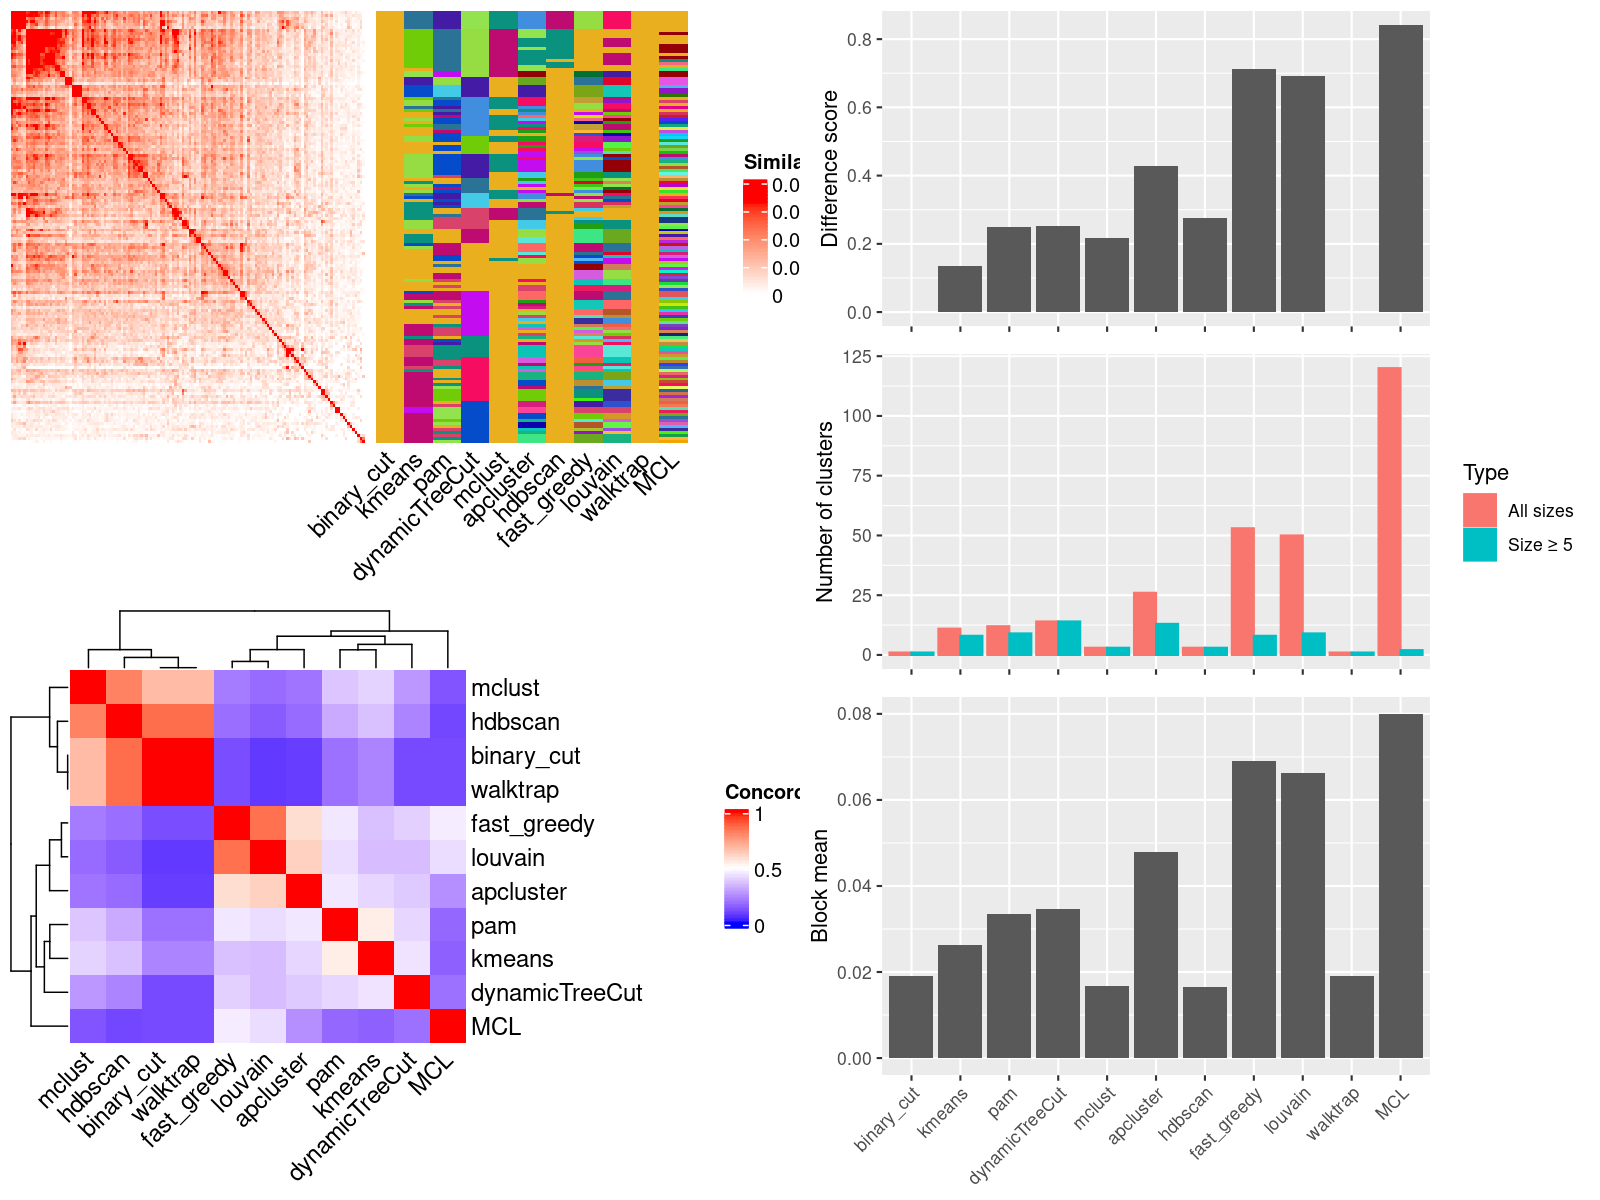 Simila
0.0
0.0
0.0
0.0
0
binary_cut
kmeans
pam
dynamicTreeCut
mclust
apcluster
hdbscan
fast_greedy
louvain
walktrap
MCL
mclust
hdbscan
binary_cut
walktrap
fast_greedy
louvain
apcluster
pam
kmeans
dynamicTreeCut
MCL
mclust
hdbscan
binary_cut
walktrap
fast_greedy
louvain
apcluster
pam
kmeans
dynamicTreeCut
MCL
Concord
1
0.5
0
Difference score
0.8
0.6
0.4
0.2
0.0
Number of clusters
125
100
75
50
25
0
Type
All sizes
Size ≥ 5
Block mean
0.08
0.06
0.04
0.02
0.00
binary_cut
kmeans
pam
dynamicTreeCut
mclust
apcluster
hdbscan
fast_greedy
louvain
walktrap
MCL